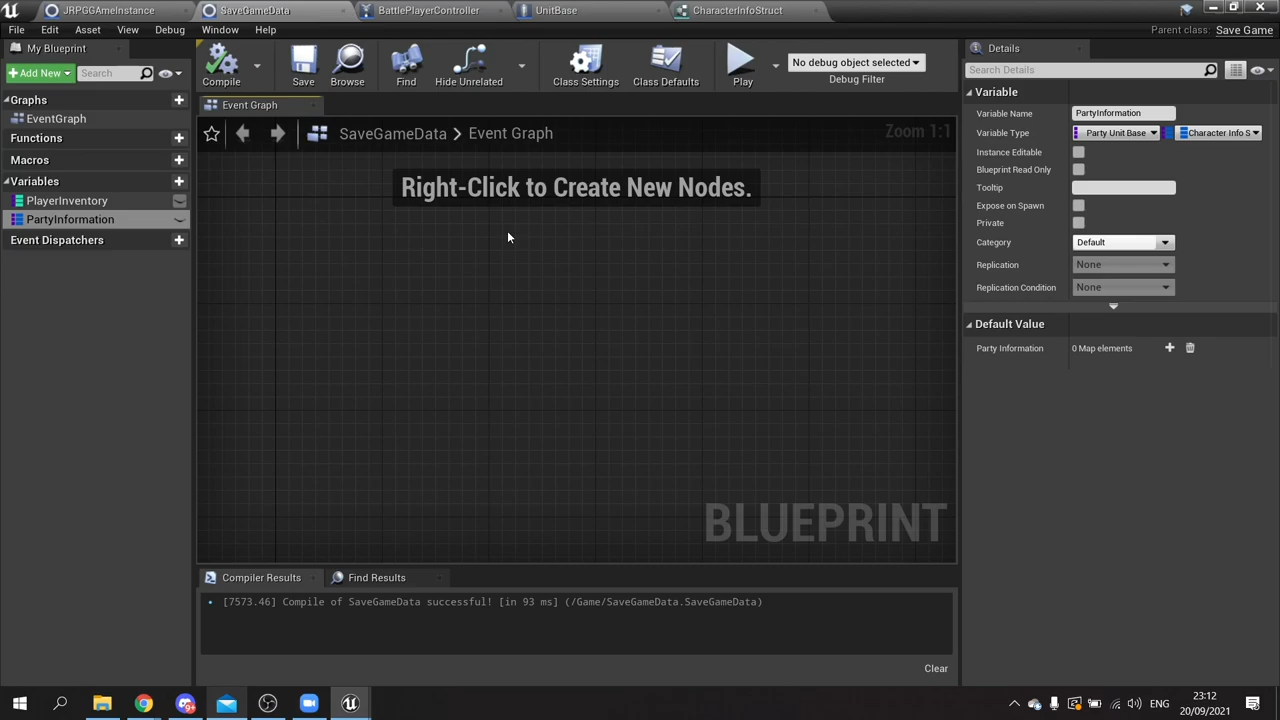 JRPGGAmeInstance
SaveGameData
BattlePlayerController
UnitBase
CharacterInfoStruct
File
Edit
Asset
View
Debug
Window
Help
Parent class: Save Game
My Blueprint
Add New
Search
Graphs
EventGraph
Functions
Macros
Variables
PlayerInventory
PartyInformation
Event Dispatchers
Compile
Save
Browse
Find
Hide Unrelated
Class Settings
Class Defaults
Play
No debug object selected
Debug Filter
Event Graph
SaveGameData > Event Graph
Zoom 1:1
Right-Click to Create New Nodes.
BLUEPRINT
Compiler Results
Find Results
[7573.46] Compile of SaveGameData successful! [in 93 ms] (/Game/SaveGameData.SaveGameData)
Clear
Details
Search Details
Variable
Variable Name
PartyInformation
Variable Type
Party Unit Base
Character Info S
Instance Editable
Blueprint Read Only
Tooltip
Expose on Spawn
Private
Category
Default
Replication
None
Replication Condition
None
Default Value
Party Information
0 Map elements
ENG
23:12
20/09/2021